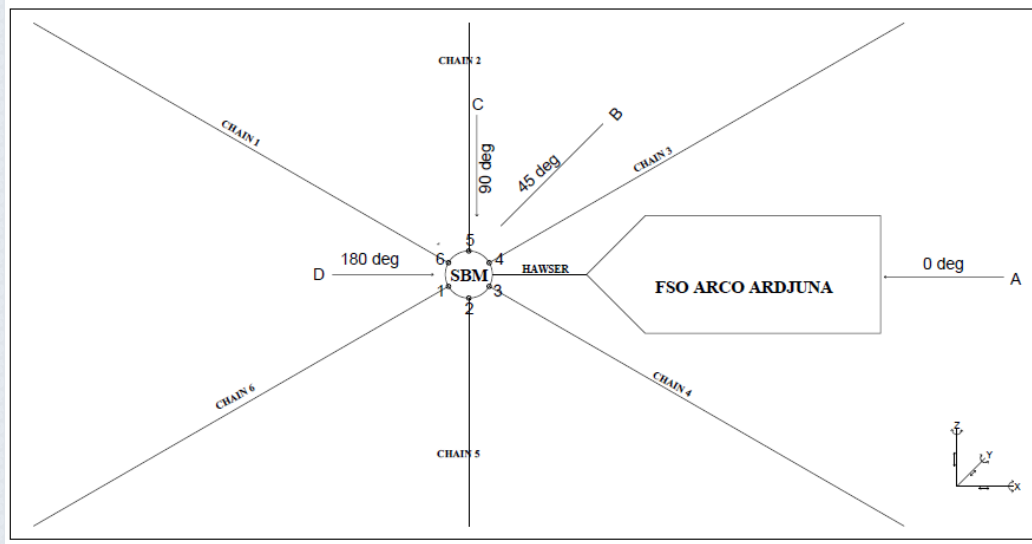 CHAIN 2
C
B
CHAIN 1
CHAIN 3
90 deg
45 deg
5
6
4
180 deg
D
SBM
HAWSER
FSO ARCO ARDJUNA
0 deg
A
1
3
2
CHAIN 6
CHAIN 4
CHAIN 5
Z
Y
X